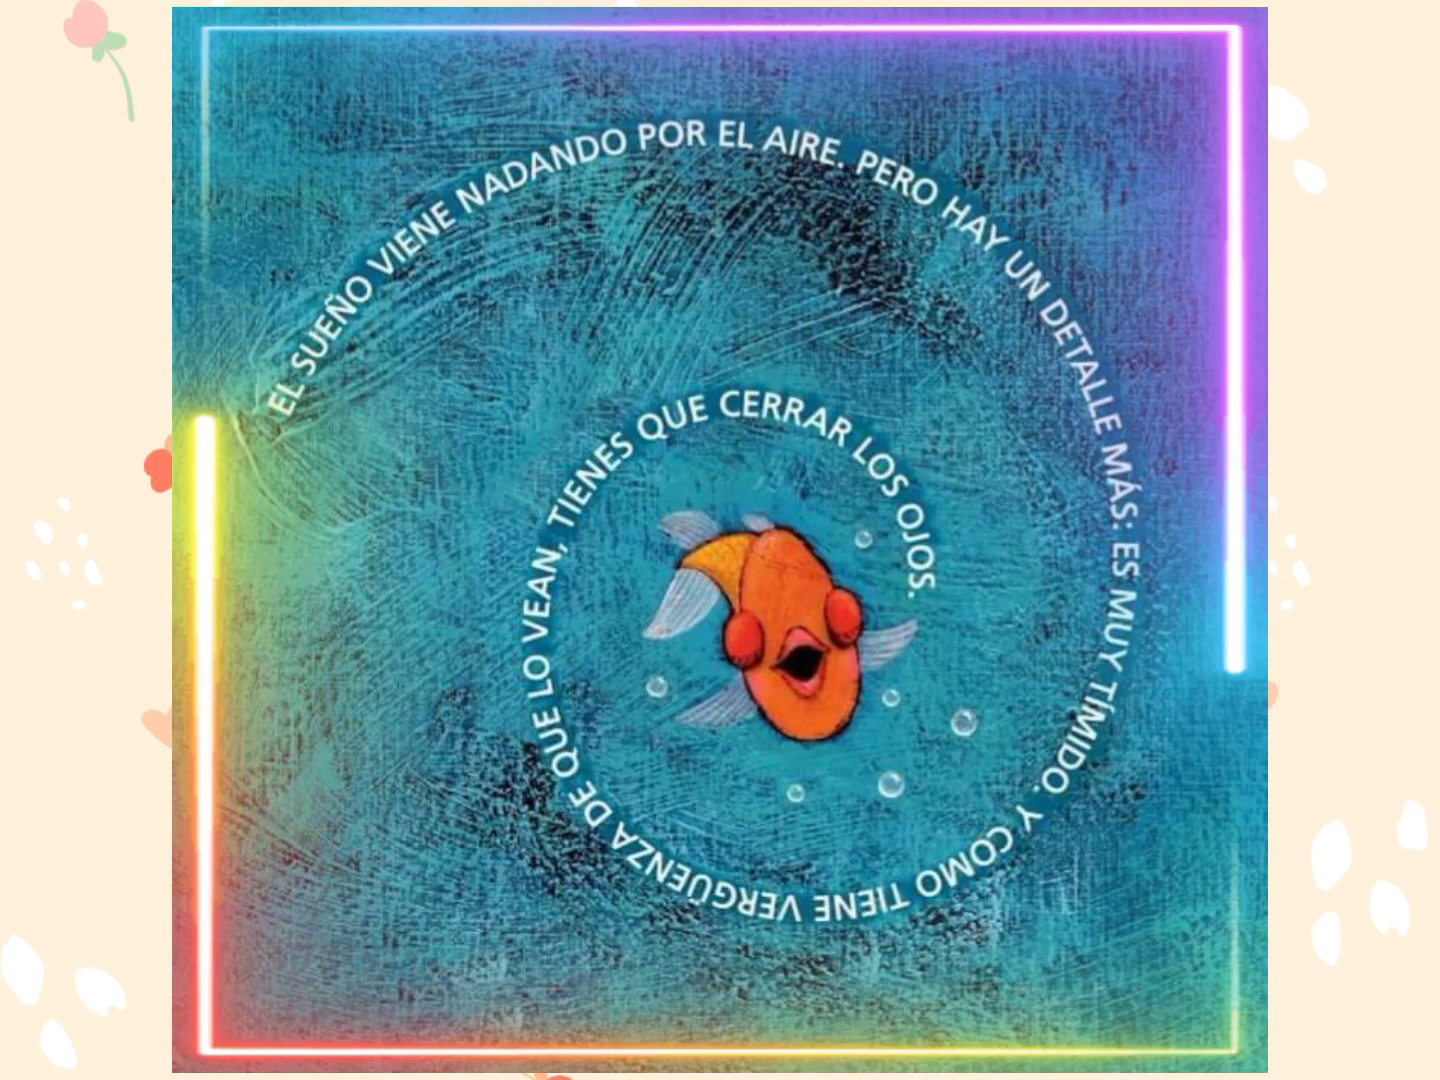 EL SUEÑO VIENE NADANDO POR EL AIRE. PERO HAY UN DETALLE MÁS: ES MUY TÍMIDO. Y COMO TIENE VERGÜENZA DE QUE LO VEAN, TIENES QUE CERRAR LOS OJOS.